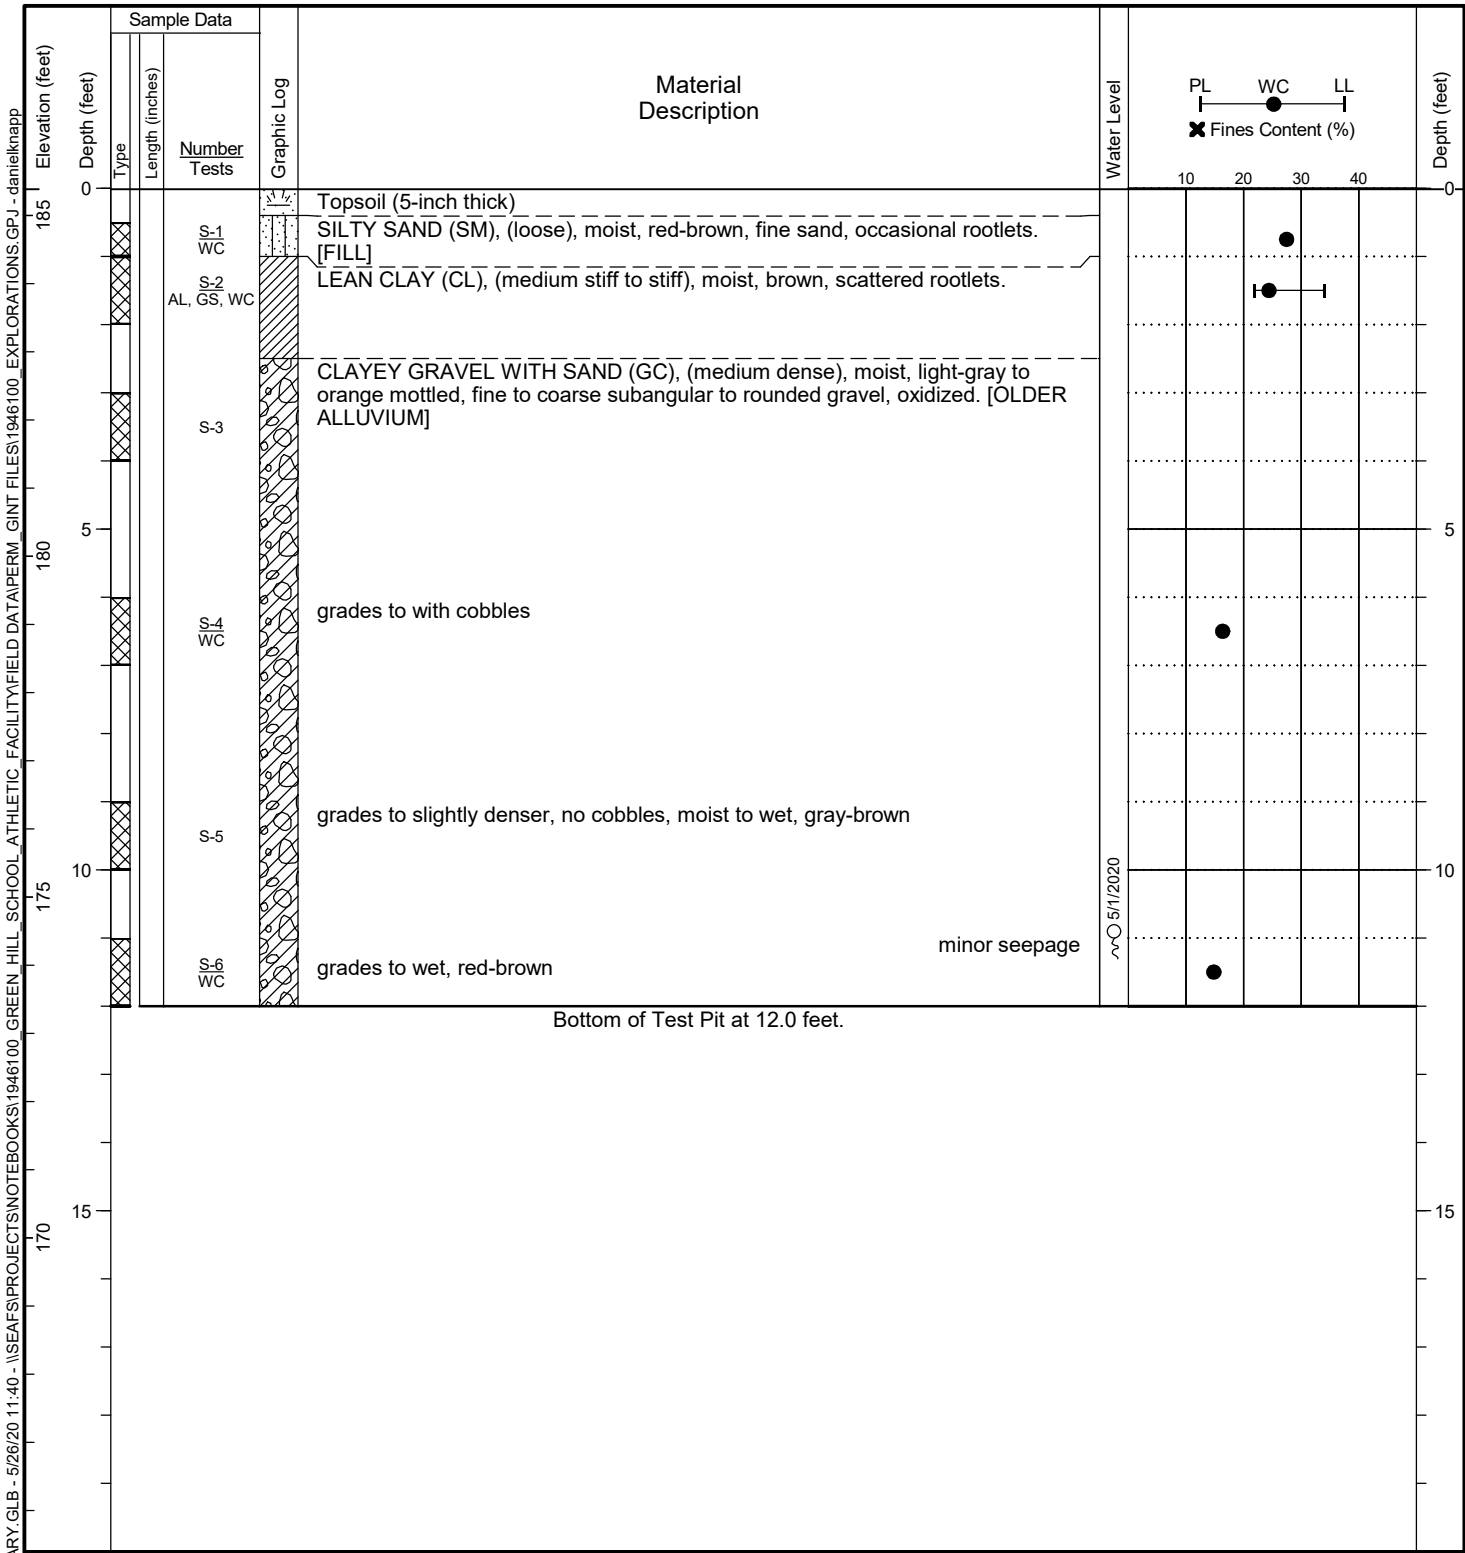 Sample Data
Elevation (feet)
Depth (feet)
Type
Length (inches)
Number
Tests
Graphic Log
Material
Description
Water Level
PL WC LL
Fines Content (%)
Depth (feet)
10 20 30 40
0
0
185
Topsoil (5-inch thick)
S-1
WC
SILTY SAND (SM), (loose), moist, red-brown, fine sand, occasional rootlets.
[FILL]
S-2
AL, GS, WC
LEAN CLAY (CL), (medium stiff to stiff), moist, brown, scattered rootlets.
CLAYEY GRAVEL WITH SAND (GC), (medium dense), moist, light-gray to
orange mottled, fine to coarse subangular to rounded gravel, oxidized. [OLDER
ALLUVIUM]
S-3
5
5
180
S-4
WC
grades to with cobbles
S-5
grades to slightly denser, no cobbles, moist to wet, gray-brown
10
10
175
5/1/2020
minor seepage
S-6
WC
grades to wet, red-brown
Bottom of Test Pit at 12.0 feet.
15
15
170
ARY.GLB - 5/26/20 11:40 - \\SEAFS\PROJECTS\NOTEBOOKS\1946100_GREEN_HILL_SCHOOL_ATHLETIC_FACILITY\FIELD DATA\PERM_GINT FILES\1946100_EXPLORATIONS.GPJ - danielknapp